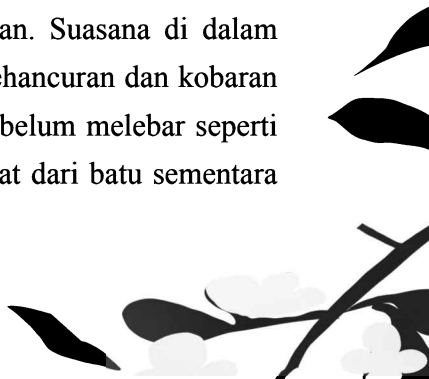 an. Suasana di dalam
ehancuran dan kobaran
belum melebar seperti
at dari batu sementara